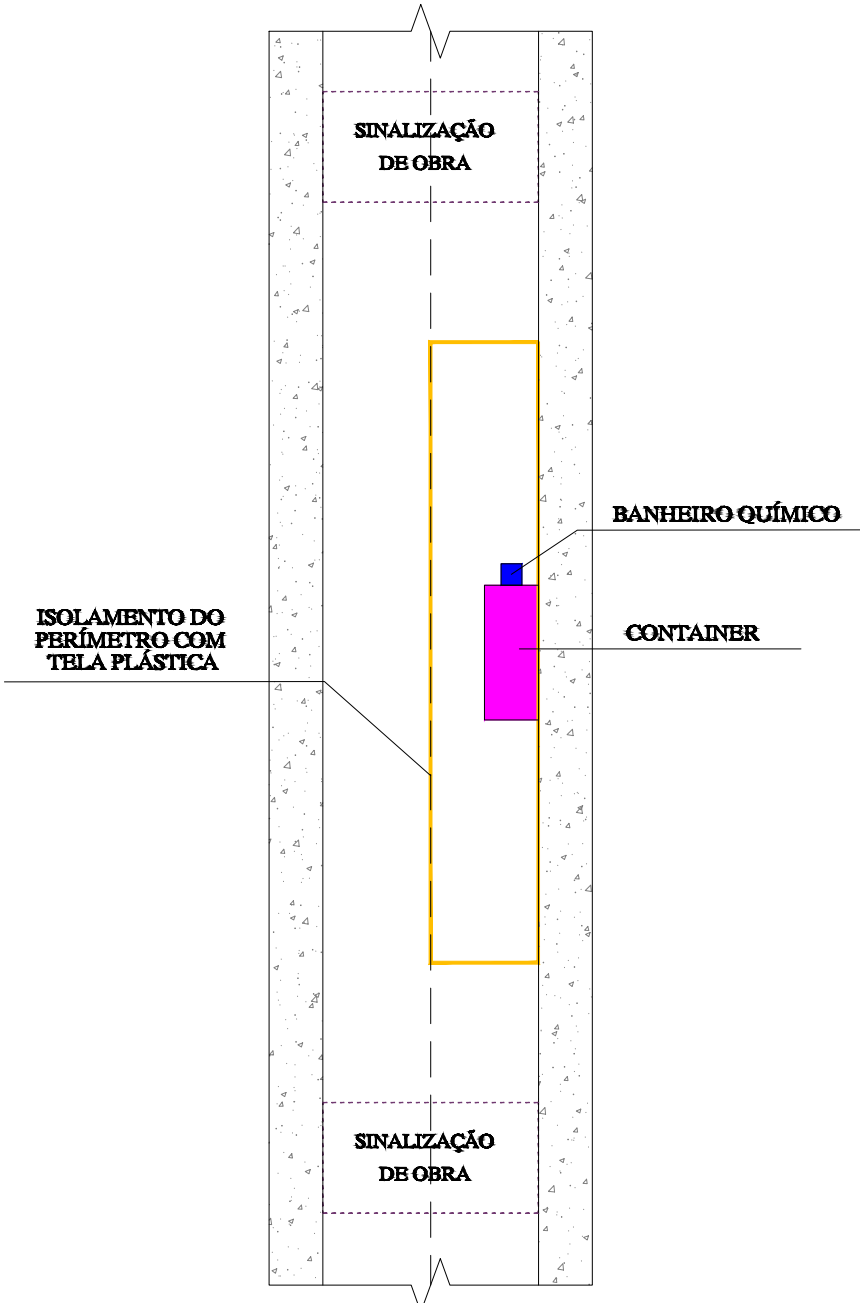 SINALIZAÇÃO
DE OBRA
BANHEIRO QUÍMICO
ISOLAMENTO DO
PERÍMETRO COM
TELA PLÁSTICA
CONTAINER
SINALIZAÇÃO
DE OBRA